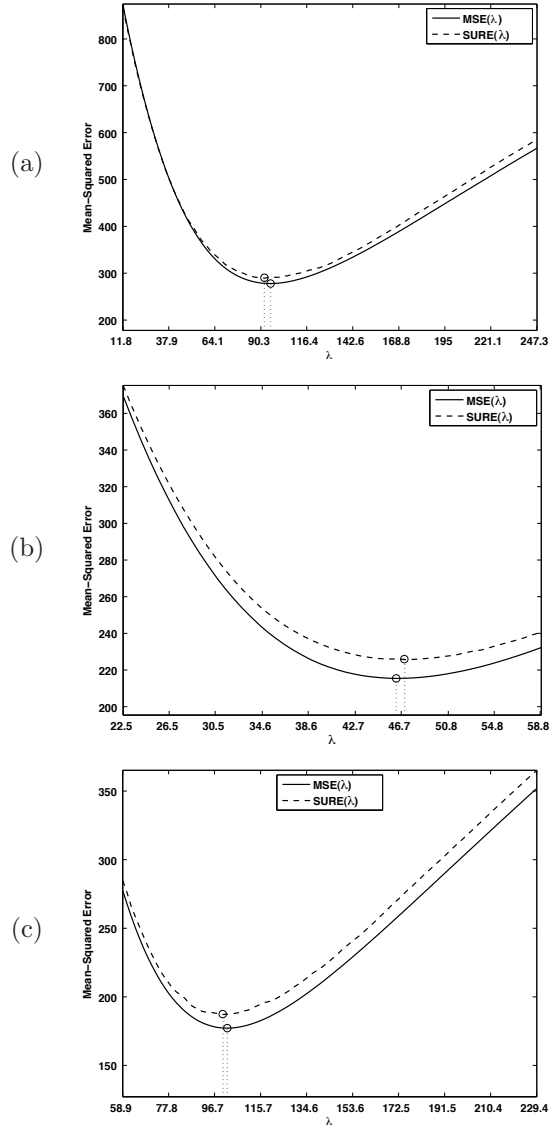 (a)
Mean−Squared Error
800
700
600
500
400
300
200
MSE(λ)
SURE(λ)
11.8 37.9 64.1 90.3 116.4 142.6 168.8 195 221.1 247.3
λ
(b)
Mean−Squared Error
360
340
320
300
280
260
240
220
200
MSE(λ)
SURE(λ)
22.5 26.5 30.5 34.6 38.6 42.7 46.7 50.8 54.8 58.8
λ
(c)
Mean−Squared Error
350
300
250
200
150
MSE(λ)
SURE(λ)
58.9 77.8 96.7 115.7 134.6 153.6 172.5 191.5 210.4 229.4
λ